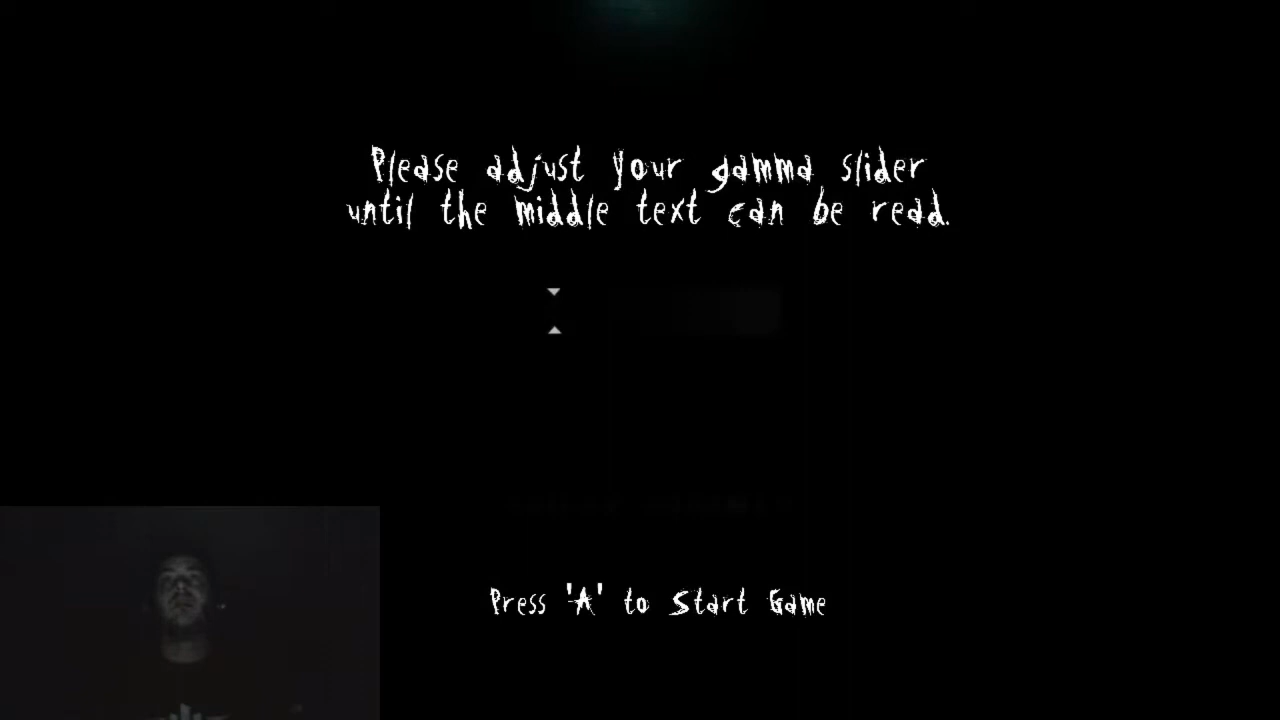 Please adjust your gamma slider
until the middle text can be read.
Press 'A' to Start Game